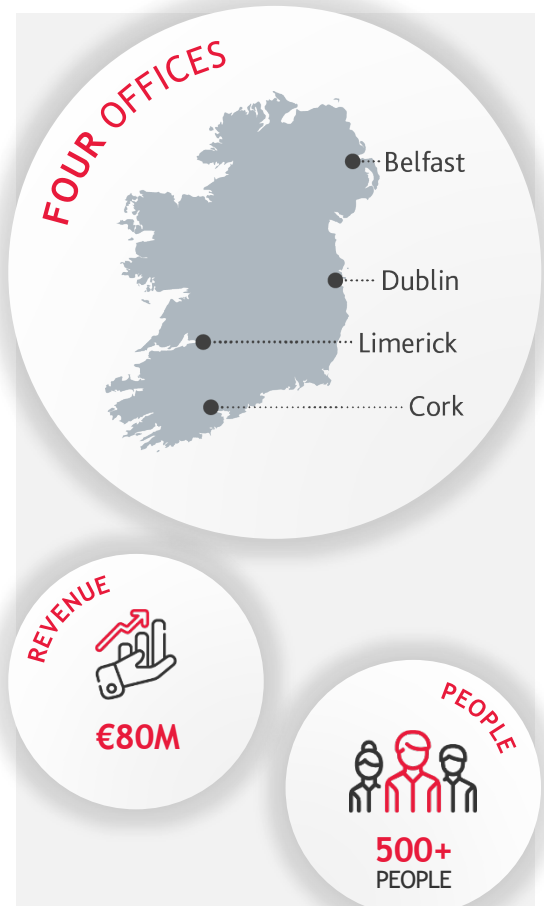 FOUR OFFICES
Belfast
Dublin
Limerick
Cork
REVENUE
€80M
PEOPLE
500+
PEOPLE